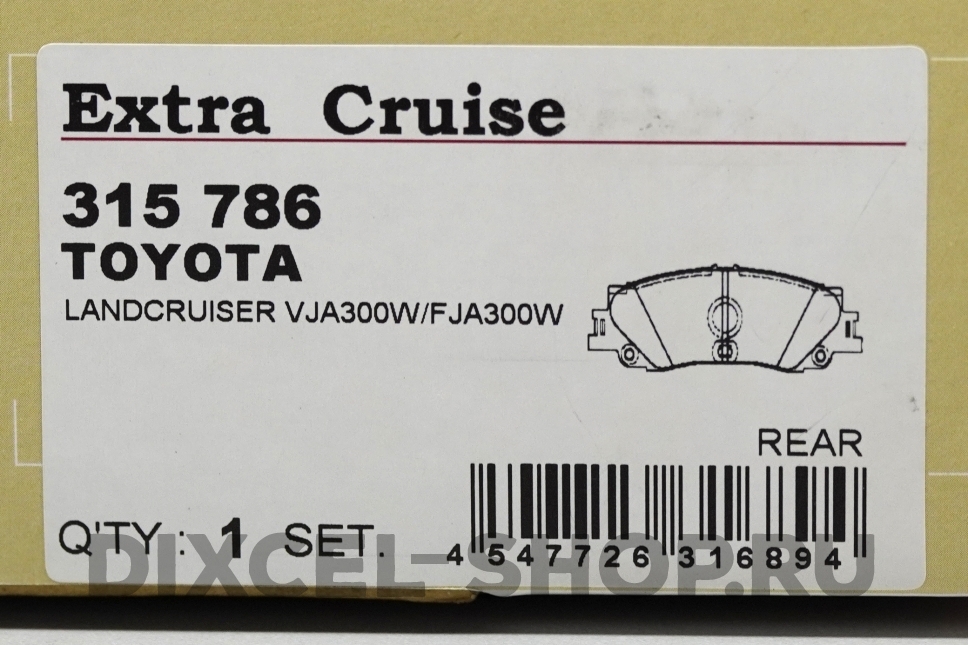 Extra Cruise
315 786
TOYOTA
LANDCRUISER VJA300W/FJA300W
REAR
Q'TY : 1 SET.
4 547726 316894
DIXCEL-SHOP.RU